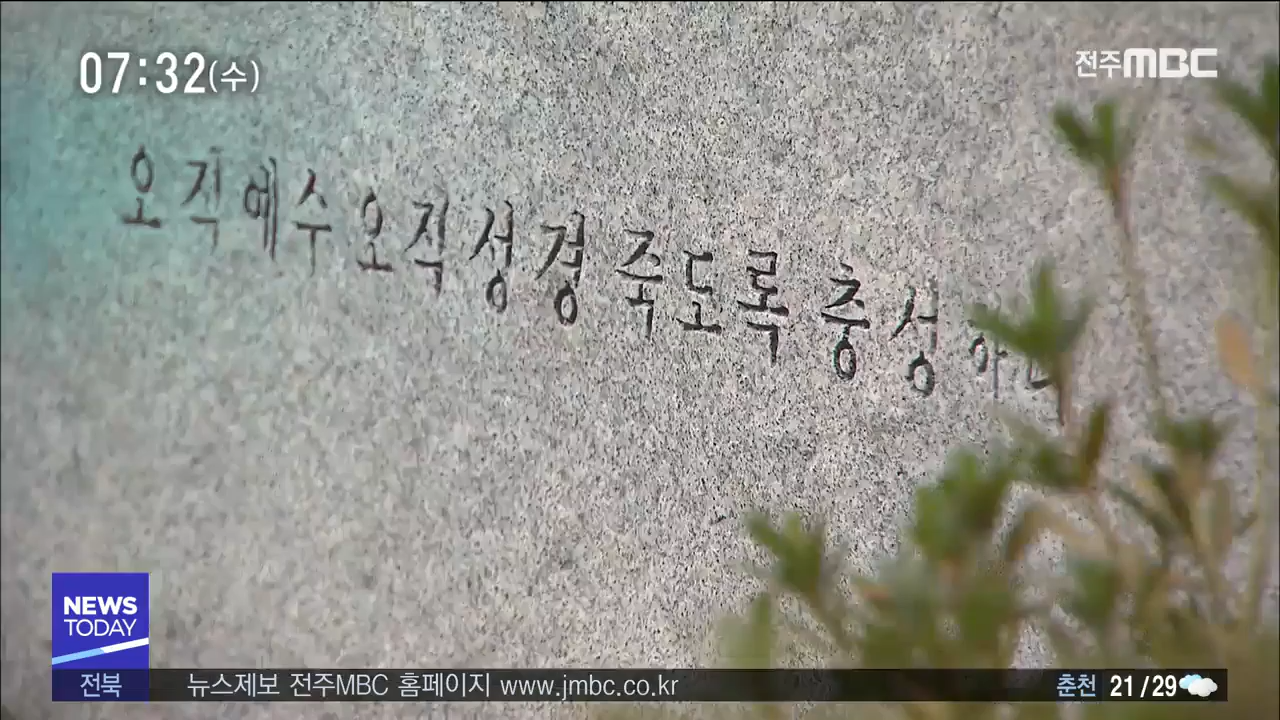 07:32(수)
전주MBC
오직예수 오직성경 죽도록 충성
NEWS
TODAY
전북
뉴스제보 전주MBC 홈페이지 www.jmbc.co.kr
춘천 21/29